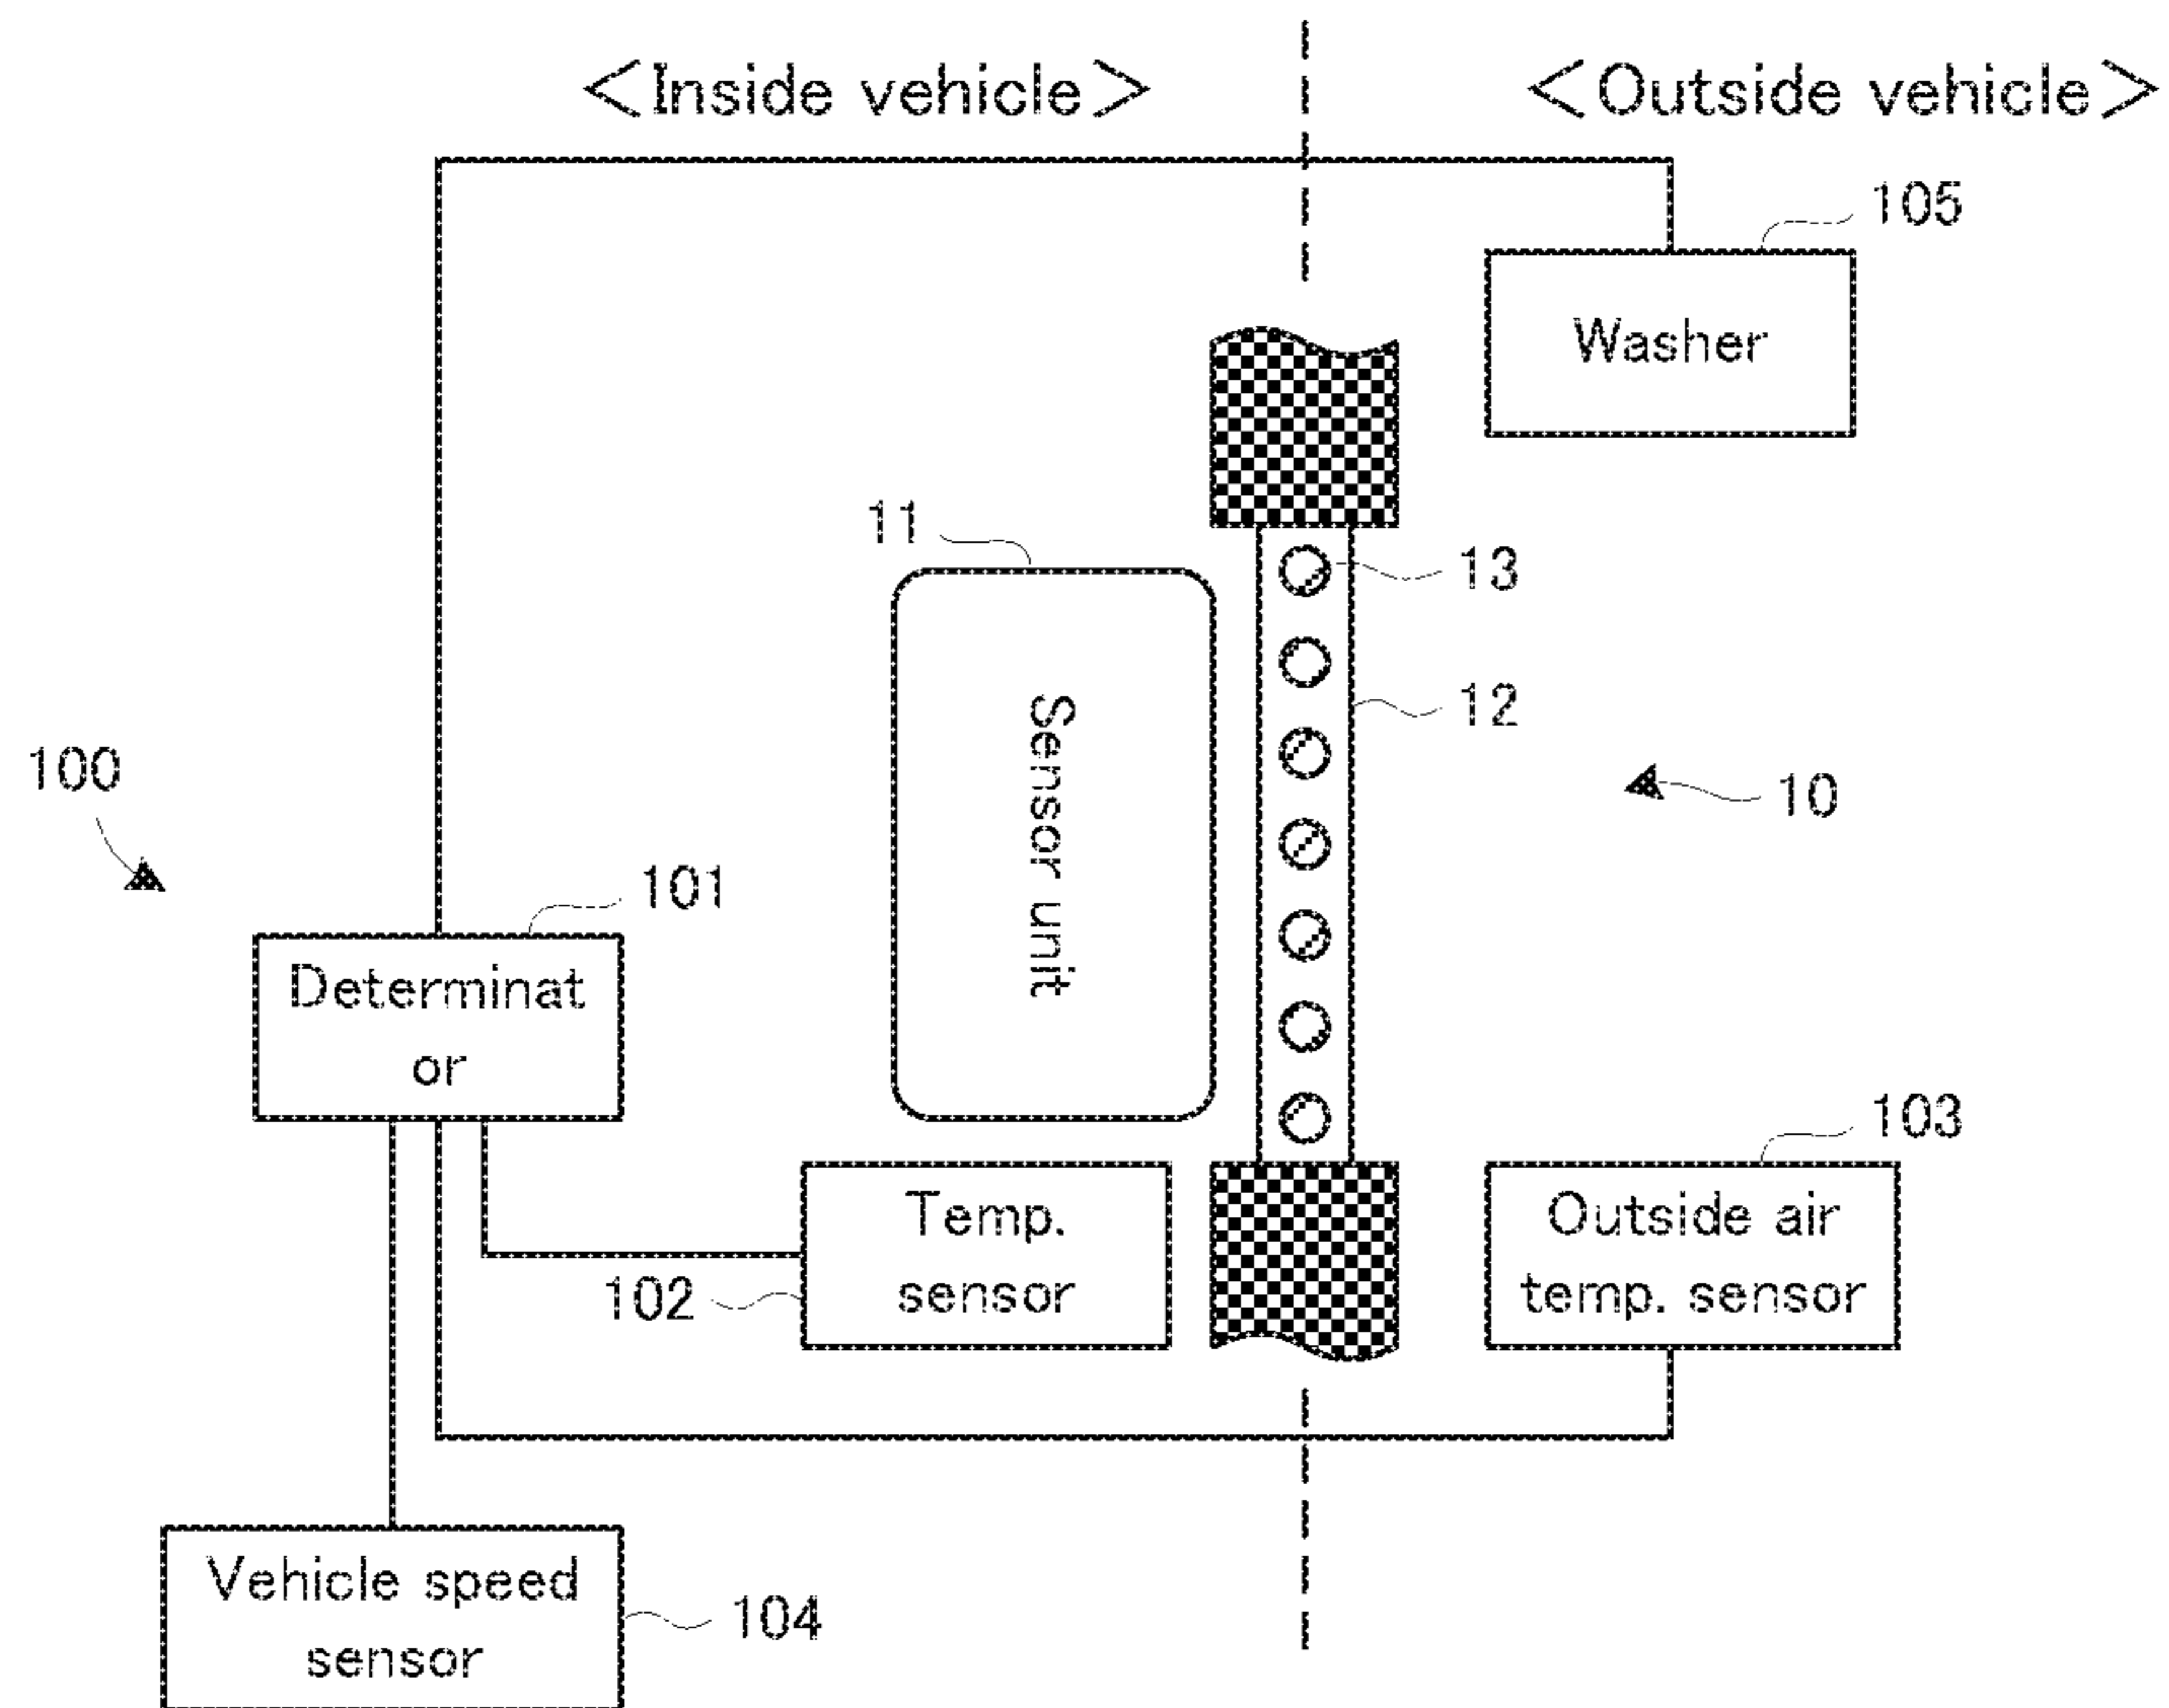 <Inside vehicle>
<Outside vehicle>
105
Washer
11
13
Sensor unit
12
100
10
101
Determinat
or
103
Temp.
sensor
Outside air
temp. sensor
102
Vehicle speed
sensor
104